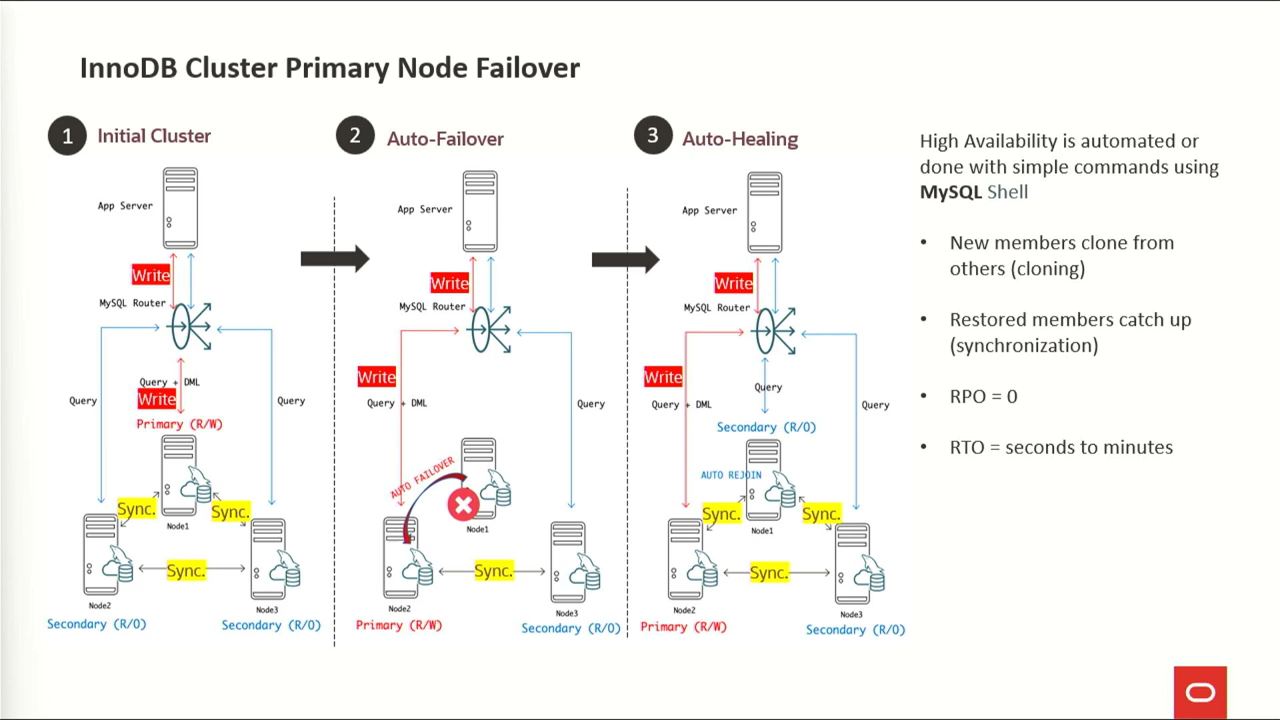 InnoDB Cluster Primary Node Failover
1 Initial Cluster
App Server
Write
MySQL Router
Query + DML
Write
Query
Query
Primary (R/W)
Sync.
Sync.
Node1
Sync.
Node2
Node3
Secondary (R/O)
Secondary (R/O)
2 Auto-Failover
App Server
Write
MySQL Router
Write
Query + DML
Query
AUTO FAILOVER
Node1
Sync.
Node2
Node3
Primary (R/W)
Secondary (R/O)
3 Auto-Healing
App Server
Write
MySQL Router
Write
Query
Query + DML
Query
Secondary (R/O)
AUTO REJOIN
Sync.
Sync.
Node1
Sync.
Node2
Node3
Primary (R/W)
Secondary (R/O)
High Availability is automated or
done with simple commands using
MySQL Shell
• New members clone from
others (cloning)
• Restored members catch up
(synchronization)
• RPO = 0
• RTO = seconds to minutes